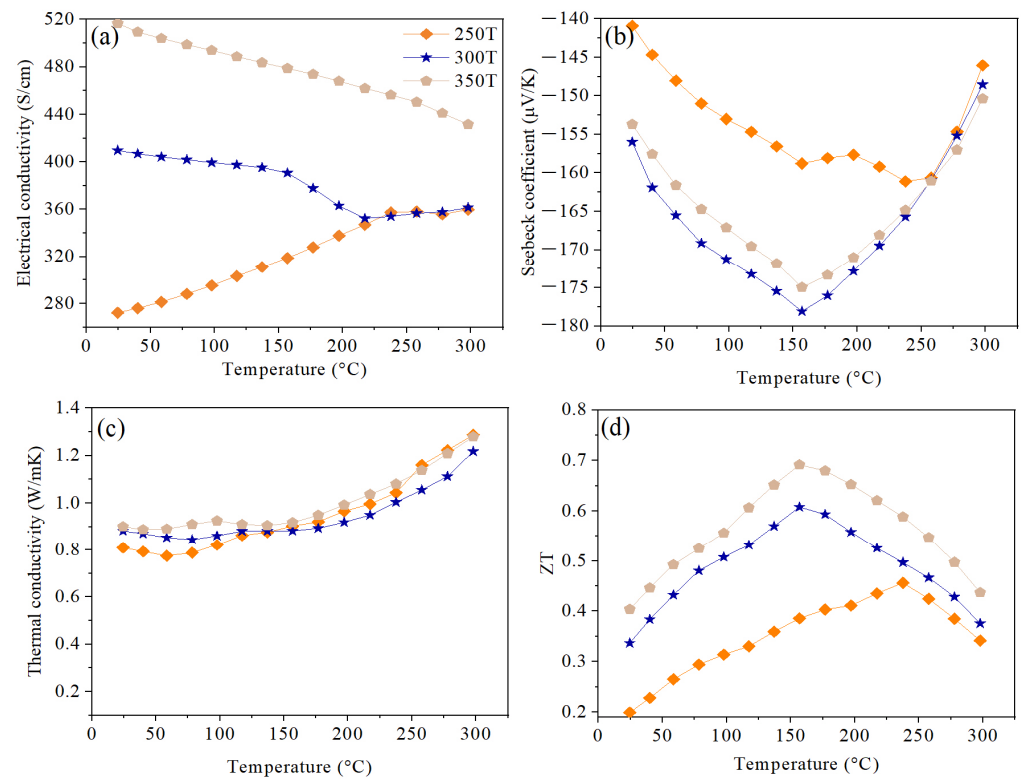 (a)
250T
300T
350T
520
480
440
400
360
320
280
0 50 100 150 200 250 300
Electrical conductivity (S/cm)
Temperature (°C)
(b)
−140
−145
−150
−155
−160
−165
−170
−175
−180
0 50 100 150 200 250 300
Seebeck coefficient (μV/K)
Temperature (°C)
(c)
1.4
1.2
1.0
0.8
0.6
0.4
0.2
0 50 100 150 200 250 300
Thermal conductivity (W/mK)
Temperature (°C)
(d)
0.8
0.7
0.6
0.5
0.4
0.3
0.2
0 50 100 150 200 250 300
ZT
Temperature (°C)